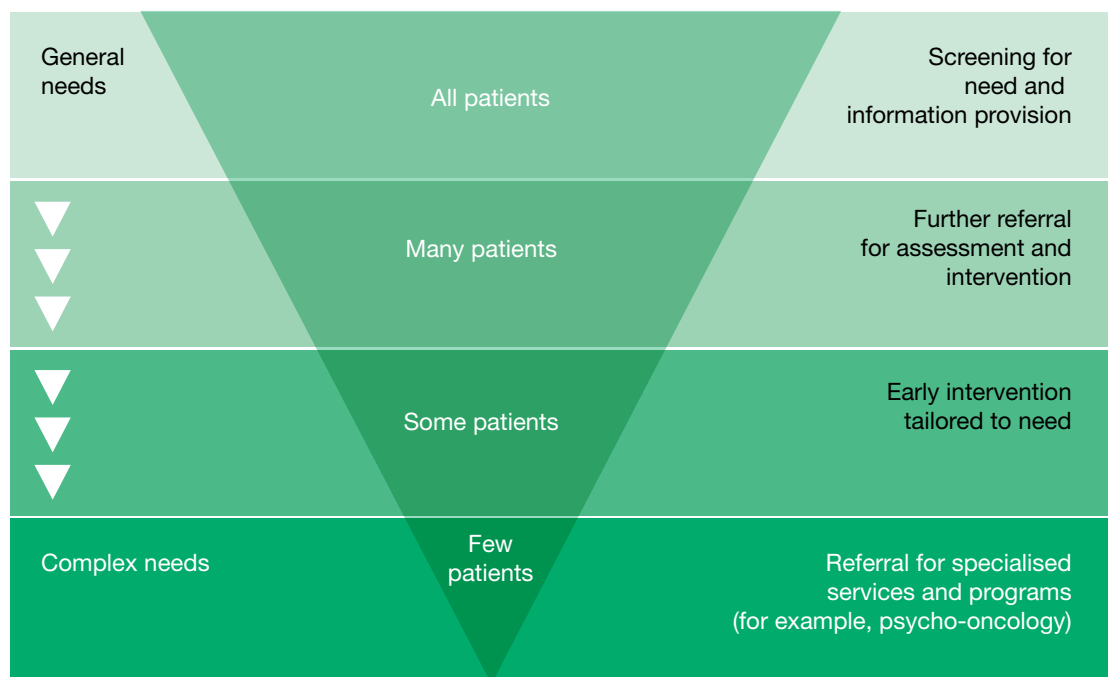 General
needs
All patients
Screening for
need and
information provision
Many patients
Further referral
for assessment and
intervention
Some patients
Early intervention
tailored to need
Complex needs
Few
patients
Referral for specialised
services and programs
(for example, psycho-oncology)